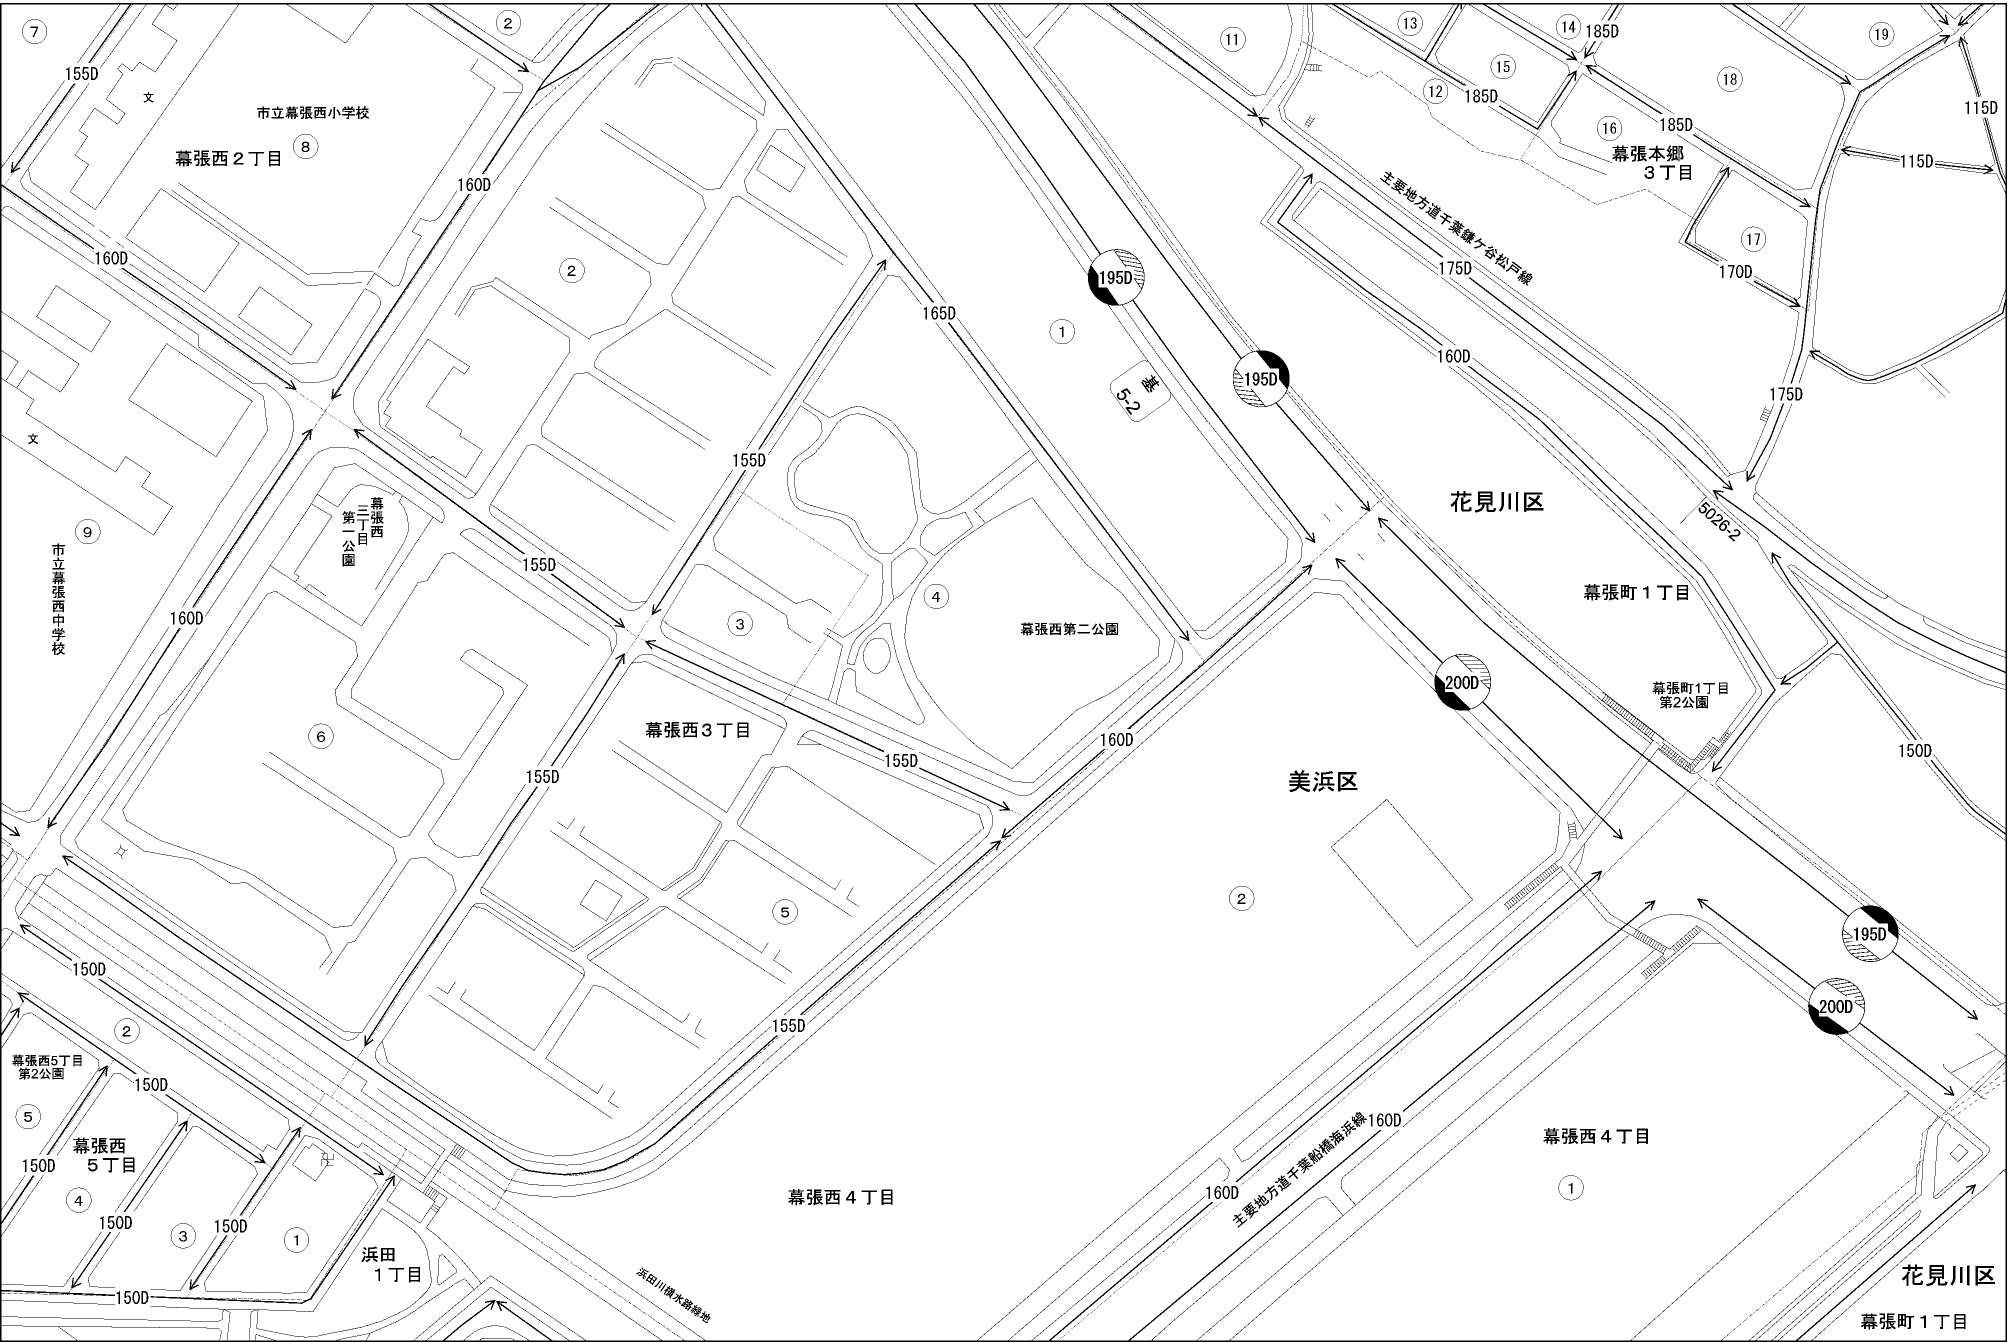 7
2
11
13
14
185D
19
155D
文
市立幕張西小学校
8
幕張西２丁目
15
18
12
185D
115D
16
185D
幕張本郷
３丁目
115D
160D
主要地方道千葉鎌ケ谷松戸線
17
160D
2
195D
175D
170D
165D
1
160D
195D
175D
基
5-2
文
155D
9
幕張西
三丁目
第一公園
花見川区
5026-2
市立幕張西中学校
155D
幕張町１丁目
160D
3
4
幕張西第二公園
200D
幕張町1丁目
第2公園
6
幕張西３丁目
160D
150D
155D
155D
美浜区
2
5
195D
150D
155D
200D
2
幕張西5丁目
第2公園
150D
5
幕張西
５丁目
160D
主要地方道千葉船橋海浜線
幕張西４丁目
150D
4
160D
1
幕張西４丁目
150D
3
150D
1
浜田
１丁目
浜田川横水路緑地
150D
花見川区
幕張町１丁目